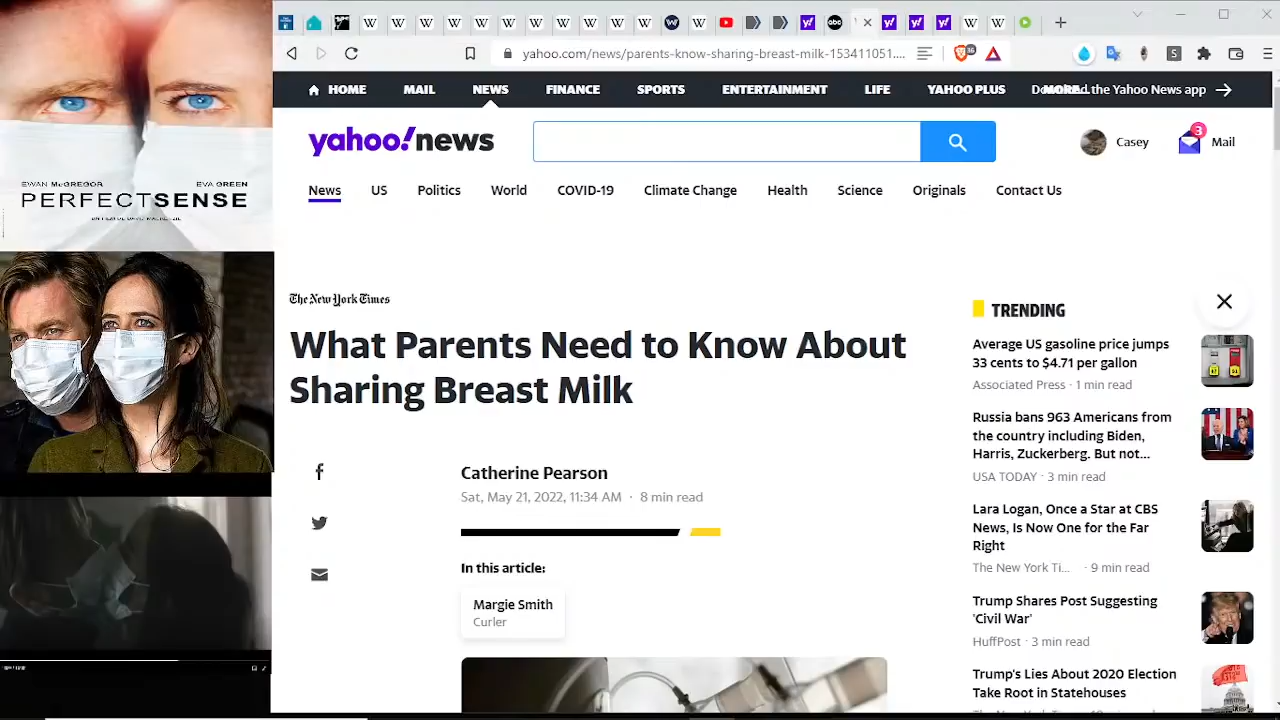 EWAN McGREGOR EVA GREEN
PERFECTSENSE
yahoo.com/news/parents-know-sharing-breast-milk-153411051....
HOME MAIL NEWS FINANCE SPORTS ENTERTAINMENT LIFE YAHOO PLUS the Yahoo News app
yahoo!news
Casey
3
Mail
News US Politics World COVID-19 Climate Change Health Science Originals Contact Us
The New York Times
What Parents Need to Know About
Sharing Breast Milk
Catherine Pearson
Sat, May 21, 2022, 11:34 AM · 8 min read
In this article:
Margie Smith
Curler
TRENDING
Average US gasoline price jumps
33 cents to $4.71 per gallon
Associated Press · 1 min read
Russia bans 963 Americans from
the country including Biden,
Harris, Zuckerberg. But not...
USA TODAY · 3 min read
Lara Logan, Once a Star at CBS
News, Is Now One for the Far
Right
The New York Ti... · 9 min read
Trump Shares Post Suggesting
'Civil War'
HuffPost · 3 min read
Trump's Lies About 2020 Election
Take Root in Statehouses